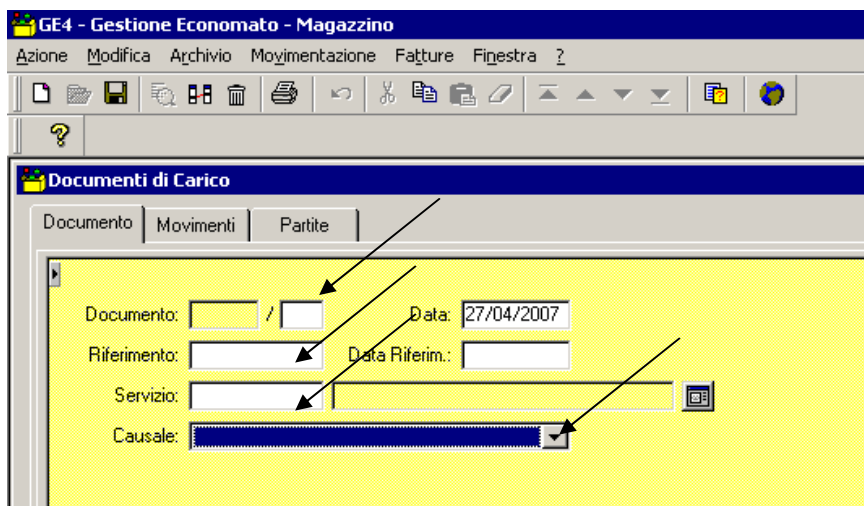 GE4 - Gestione Economato - Magazzino
Azione Modifica Archivio Movimentazione Fatture Finestra ?
Documenti di Carico
Documento Movimenti Partite
Documento: / Data: 27/04/2007
Riferimento: Data Riferim.:
Servizio:
Causale: